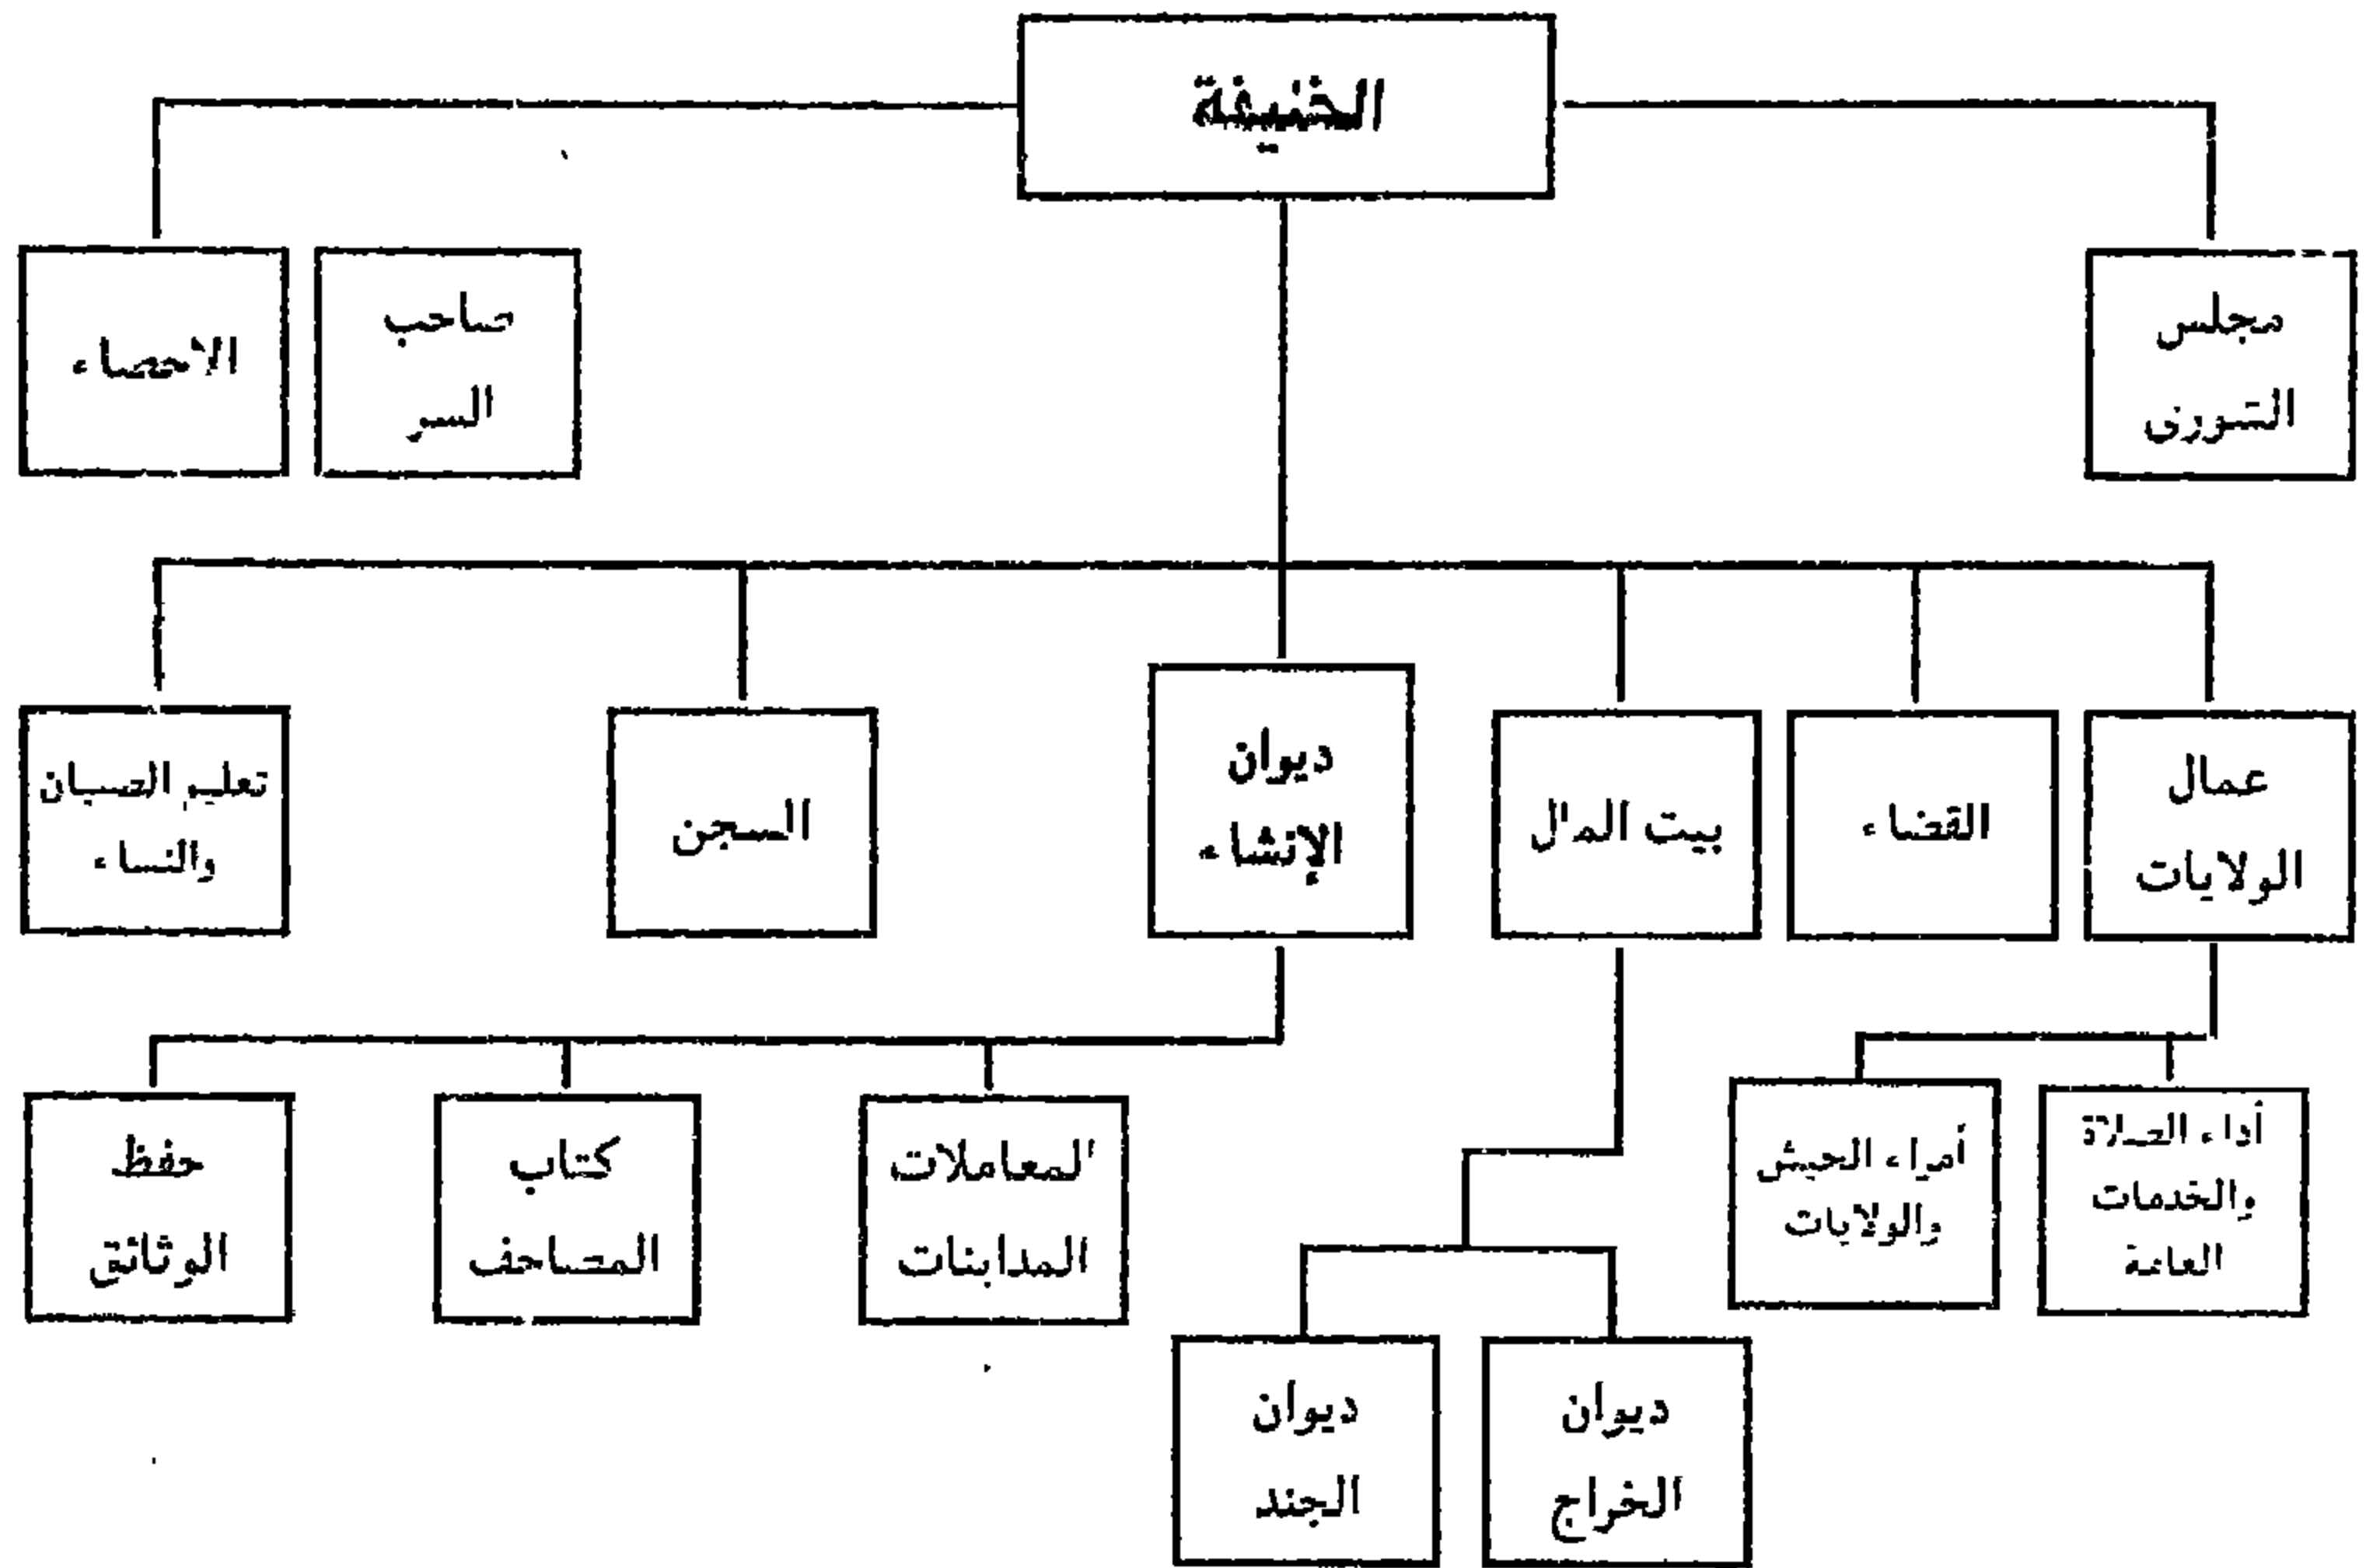 الخليفة
مجلس
الشورى
صاحب
السر
الاحصاء
عمال
الولايات
القضاء
بيت المال
ديوان
الإنشاء
السجن
تعليم الصبيان
والنساء
أداء الصلاة
والخدمات
العامة
أمراء الجيش
والولايات
المعاملات
المداينات
كتاب
المصاحف
حفظ
الوثائق
ديوان
الخراج
ديوان
الجند